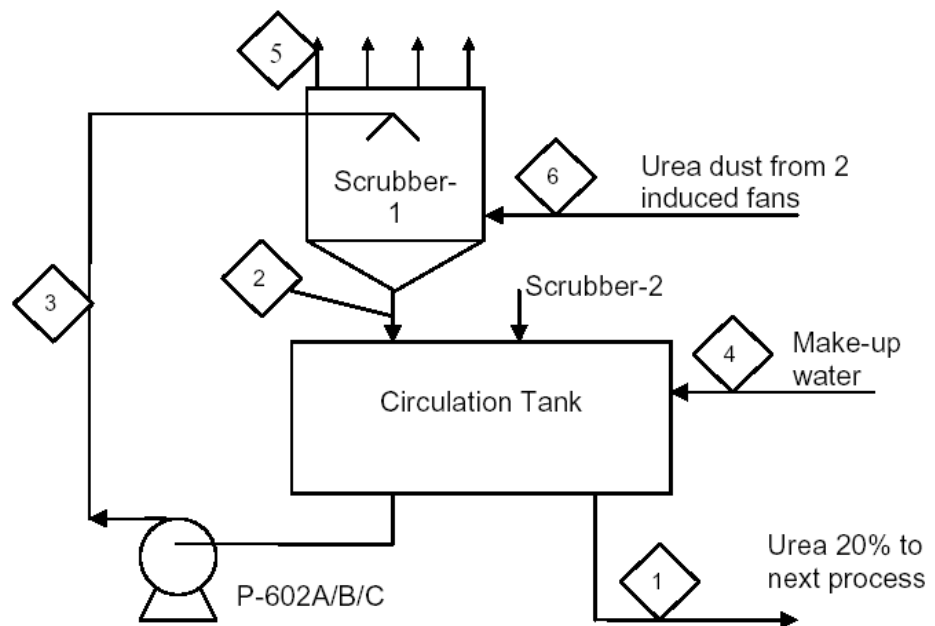 5
Scrubber-
1
6
Urea dust from 2
induced fans
2
3
Scrubber-2
4
Make-up
water
Circulation Tank
P-602A/B/C
1
Urea 20% to
next process